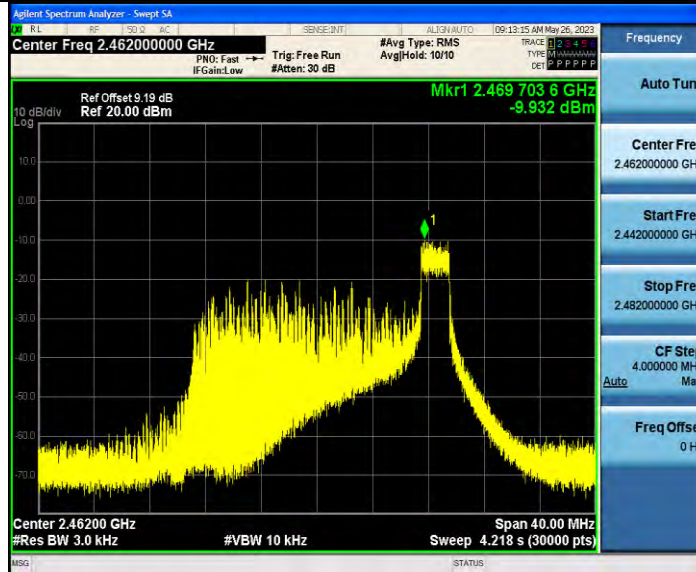 Agilent Spectrum Analyzer - Swept SA
RL RF 50 Ω AC SENSE:INT ALIGN AUTO 09:13:15 AM May 26, 2023
Center Freq 2.462000000 GHz
PNO: Fast
IFGain:Low
Trig: Free Run
#Atten: 30 dB
#Avg Type: RMS
Avg|Hold: 10/10
TRACE 1 2 3 4 5 6
TYPE M
DET P P P P P P
Ref Offset 9.19 dB
10 dB/div Ref 20.00 dBm
Log
Mkr1 2.469 703 6 GHz
-9.932 dBm
1
10.0
0.00
-10.0
-20.0
-30.0
-40.0
-50.0
-60.0
-70.0
Center 2.46200 GHz Span 40.00 MHz
#Res BW 3.0 kHz #VBW 10 kHz Sweep 4.218 s (30000 pts)
MSG STATUS
Frequency
Auto Tun
Center Fre
2.462000000 GH
Start Fre
2.442000000 GH
Stop Fre
2.482000000 GH
CF Ste
4.000000 MH
Auto Ma
Freq Offse
0 H